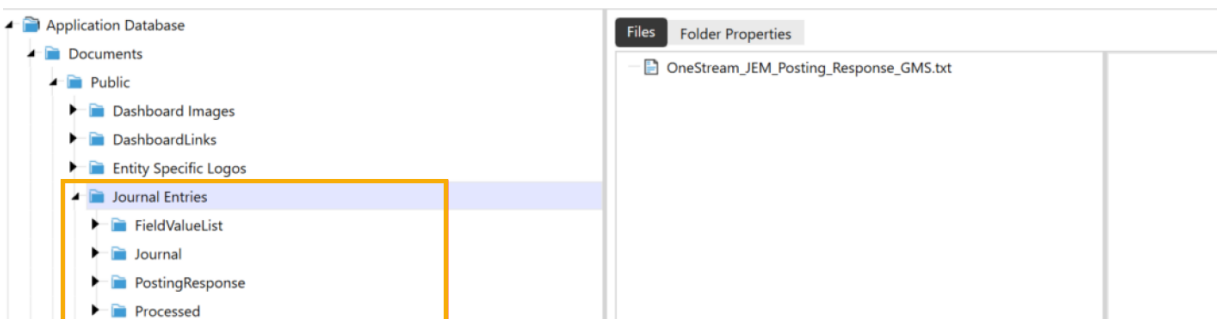 Application Database
Documents
Public
Dashboard Images
DashboardLinks
Entity Specific Logos
Journal Entries
FieldValueList
Journal
PostingResponse
Processed
Files
Folder Properties
OneStream_JEM_Posting_Response_GMS.txt